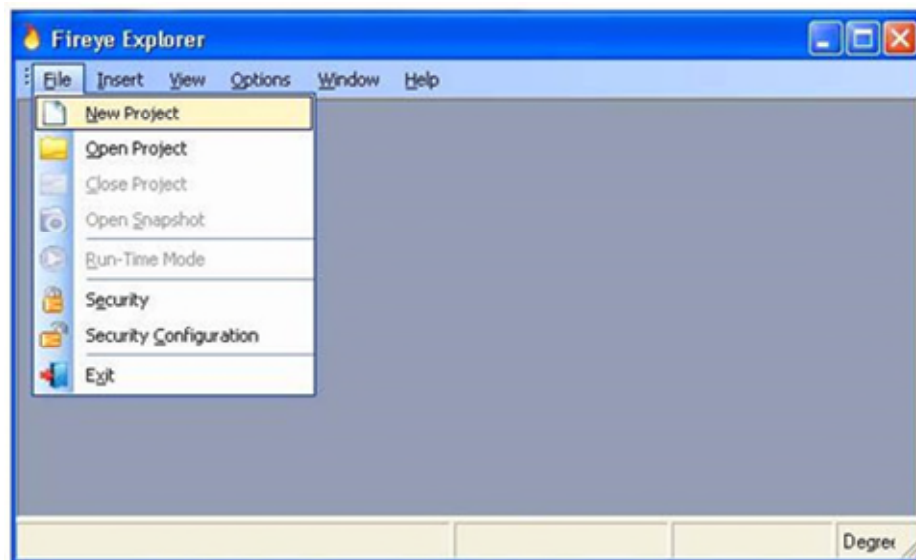 Fireye Explorer
File Insert View Options Window Help
New Project
Open Project
Close Project
Open Snapshot
Run-Time Mode
Security
Security Configuration
Exit
Degree